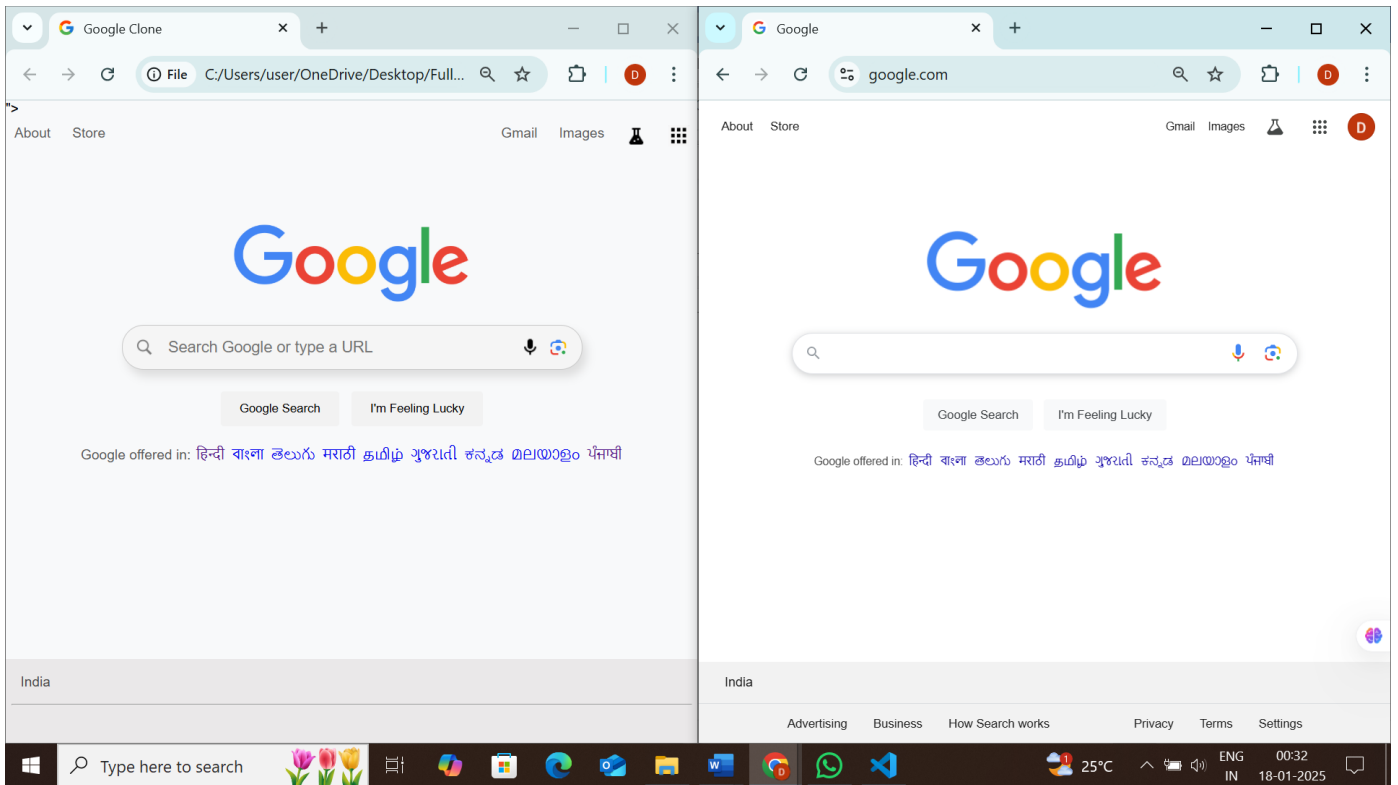 Google Clone
File C:/Users/user/OneDrive/Desktop/Full... D
">
About Store Gmail Images
Google
Search Google or type a URL
Google Search I'm Feeling Lucky
Google offered in: हिन्दी বাংলা తెలుగు मराठी தமிழ் ગુજરાતી ಕನ್ನಡ മലയാളം ਪੰਜਾਬੀ
India
Google
google.com D
About Store Gmail Images D
Google
Google Search I'm Feeling Lucky
Google offered in: हिन्दी বাংলা తెలుగు मराठी தமிழ் ગુજરાતી ಕನ್ನಡ മലയാളം ਪੰਜਾਬੀ
India
Advertising Business How Search works Privacy Terms Settings
Type here to search 1 25°C ENG 00:32
IN 18-01-2025